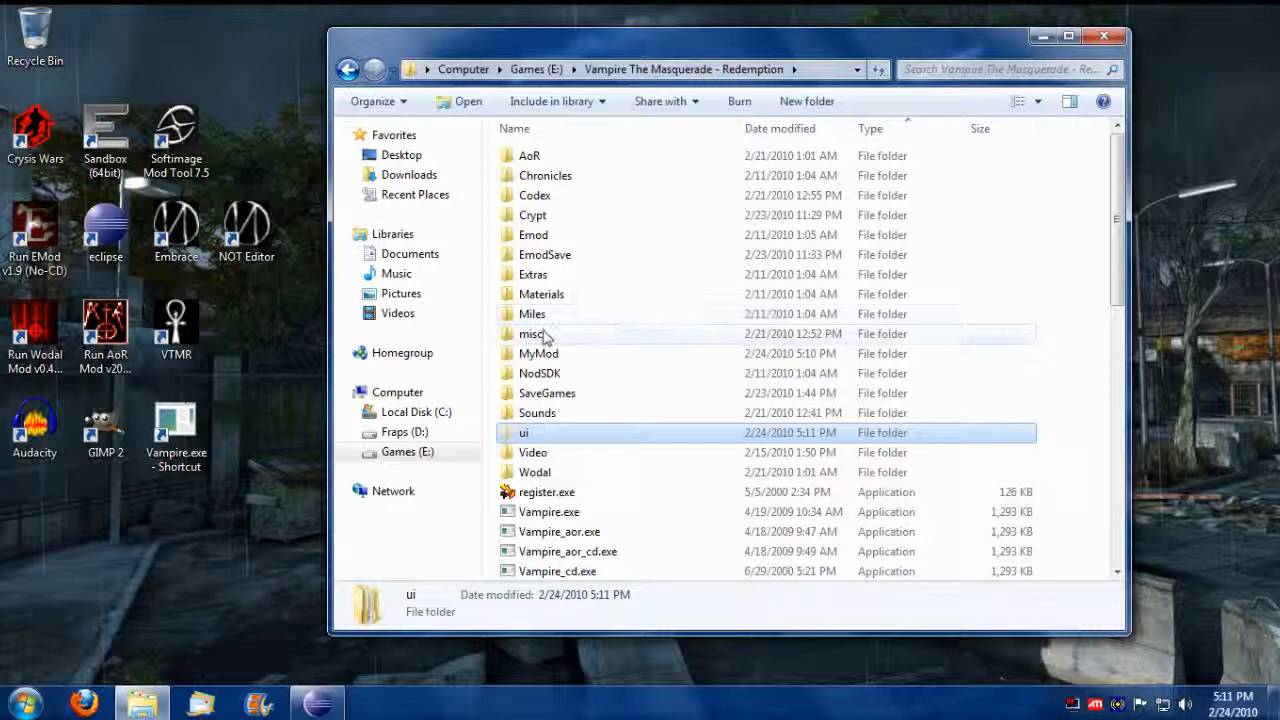 Recycle Bin
Crysis Wars
Sandbox
(64bit)
Softimage
Mod Tool 7.5
Run EMod
v1.9 (No-CD)
eclipse
Embrace
NOT Editor
Run Wodal
Mod v0.4...
Run AoR
Mod v20...
VTMR
Audacity
GIMP 2
Vampire.exe
- Shortcut
Computer
Games (E:)
Vampire The Masquerade - Redemption
Search Vampire The Masquerade - Re...
Organize
Open
Include in library
Share with
Burn
New folder
Favorites
Desktop
Downloads
Recent Places
Libraries
Documents
Music
Pictures
Videos
Homegroup
Computer
Local Disk (C:)
Fraps (D:)
Games (E:)
Network
Name Date modified Type Size
AoR 2/21/2010 1:01 AM File folder
Chronicles 2/11/2010 1:04 AM File folder
Codex 2/21/2010 12:55 PM File folder
Crypt 2/23/2010 11:29 PM File folder
Emod 2/11/2010 1:05 AM File folder
EmodSave 2/23/2010 11:33 PM File folder
Extras 2/11/2010 1:04 AM File folder
Materials 2/11/2010 1:04 AM File folder
Miles 2/11/2010 1:04 AM File folder
misc 2/21/2010 12:52 PM File folder
MyMod 2/24/2010 5:10 PM File folder
NodSDK 2/11/2010 1:04 AM File folder
SaveGames 2/23/2010 1:44 PM File folder
Sounds 2/21/2010 12:41 PM File folder
ui 2/24/2010 5:11 PM File folder
Video 2/15/2010 1:50 PM File folder
Wodal 2/21/2010 1:01 AM File folder
register.exe 5/5/2000 2:34 PM Application 126 KB
Vampire.exe 4/19/2009 10:34 AM Application 1,293 KB
Vampire_aor.exe 4/18/2009 9:47 AM Application 1,293 KB
Vampire_aor_cd.exe 4/18/2009 9:49 AM Application 1,293 KB
Vampire_cd.exe 6/29/2000 5:21 PM Application 1,293 KB
ui Date modified: 2/24/2010 5:11 PM
File folder
ATI
5:11 PM
2/24/2010